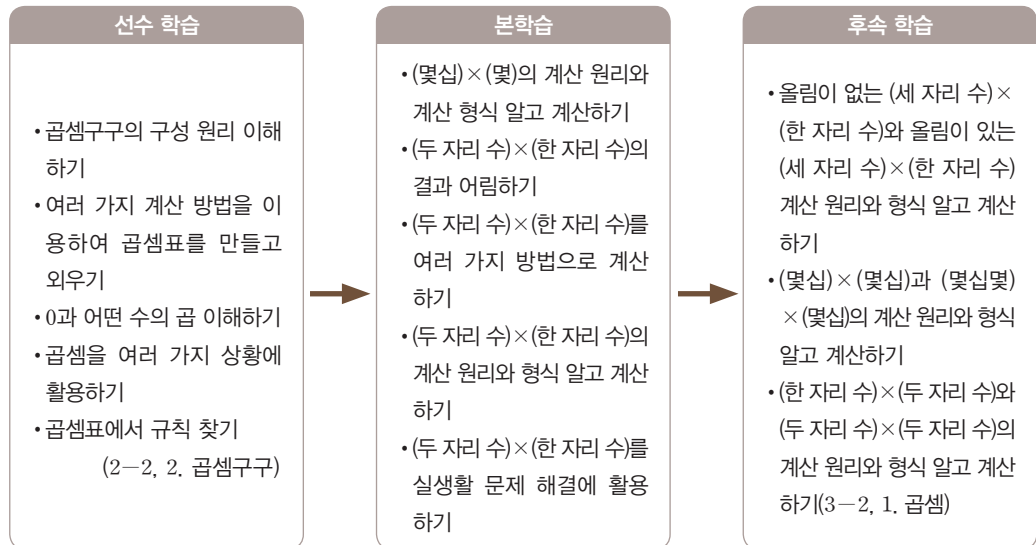 선수 학습
• 곱셈구구의 구성 원리 이해
하기
• 여러 가지 계산 방법을 이
용하여 곱셈표를 만들고
외우기
• 0과 어떤 수의 곱 이해하기
• 곱셈을 여러 가지 상황에
활용하기
• 곱셈표에서 규칙 찾기
(2-2, 2. 곱셈구구)
본학습
• (몇십)×(몇)의 계산 원리와
계산 형식 알고 계산하기
• (두 자리 수)×(한 자리 수)의
결과 어림하기
• (두 자리 수)×(한 자리 수)를
여러 가지 방법으로 계산
하기
• (두 자리 수)×(한 자리 수)의
계산 원리와 형식 알고 계산
하기
• (두 자리 수)×(한 자리 수)를
실생활 문제 해결에 활용
하기
후속 학습
• 올림이 없는 (세 자리 수)×
(한 자리 수)와 올림이 있는
(세 자리 수)×(한 자리 수)
계산 원리와 형식 알고 계산
하기
• (몇십)×(몇십)과 (몇십몇)
×(몇십)의 계산 원리와 형식
알고 계산하기
• (한 자리 수)×(두 자리 수)와
(두 자리 수)×(두 자리 수)의
계산 원리와 형식 알고 계산
하기(3-2, 1. 곱셈)